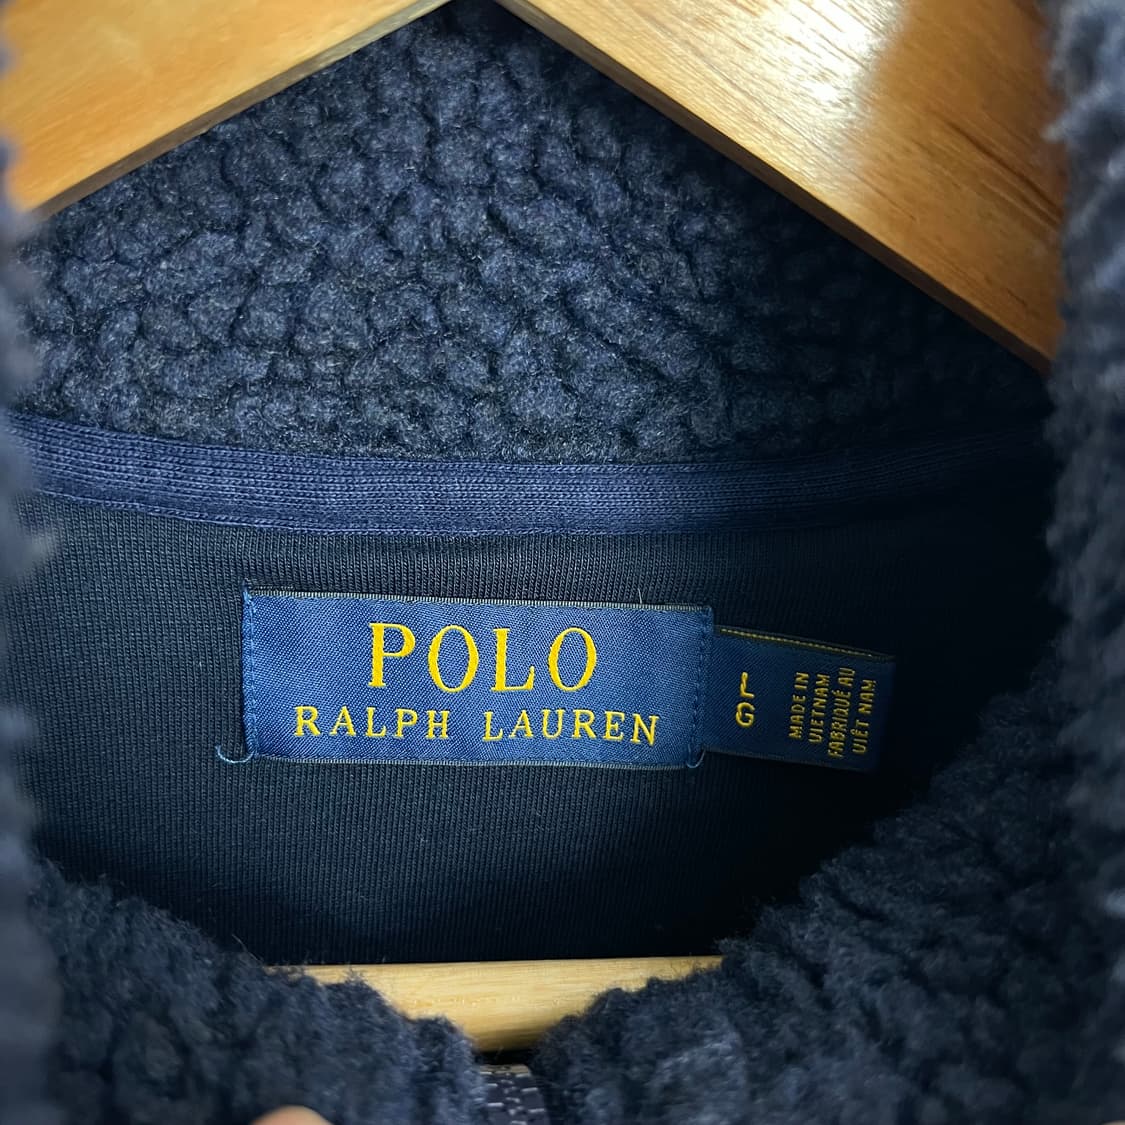 POLO
RALPH LAUREN
L
G
MADE IN
VIETNAM
FABRIQUÉ AU
VIÊT NAM